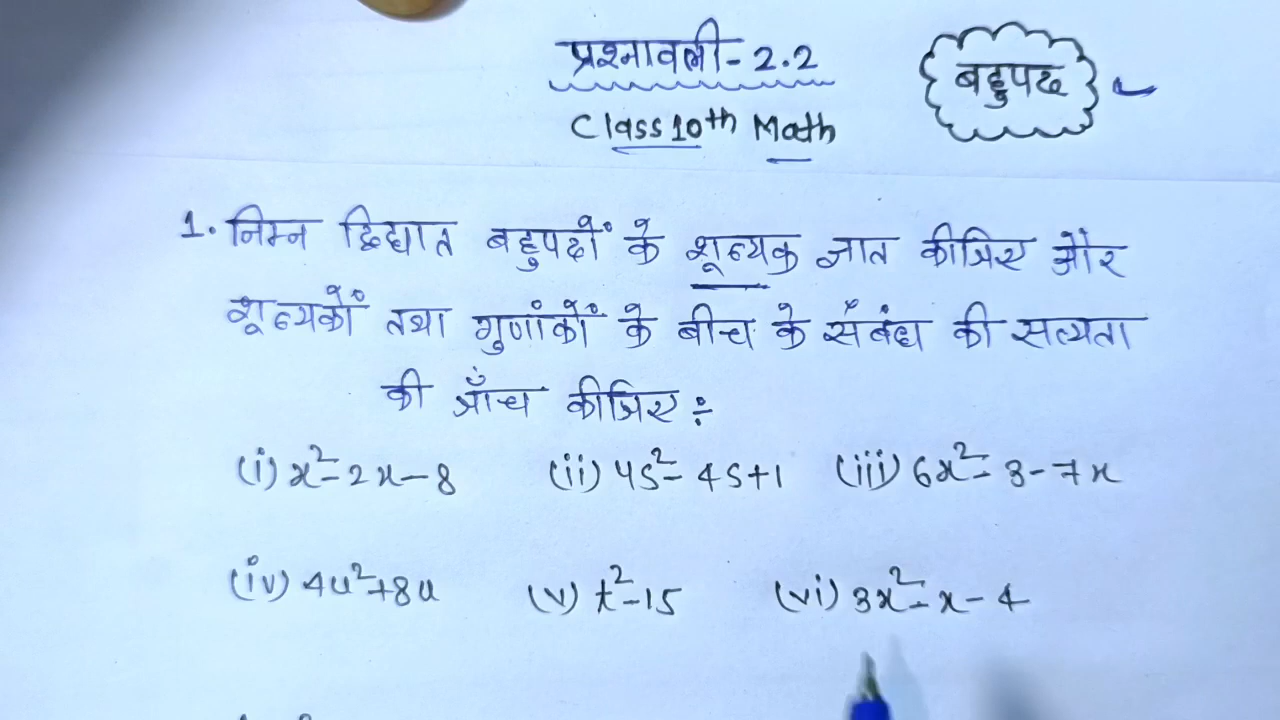 प्रश्नावली - 2.2
बहुपद
Class 10th Math
1. निम्न द्विघात बहुपदों के शून्यक ज्ञात कीजिए और
शून्यकों तथा गुणांकों के बीच के संबंध की सत्यता
की जाँच कीजिए ÷
(i) x²-2x-8 (ii) 4s²-4s+1 (iii) 6x²-3-7x
(iv) 4u²+8u (v) t²-15 (vi) 3x²-x-4